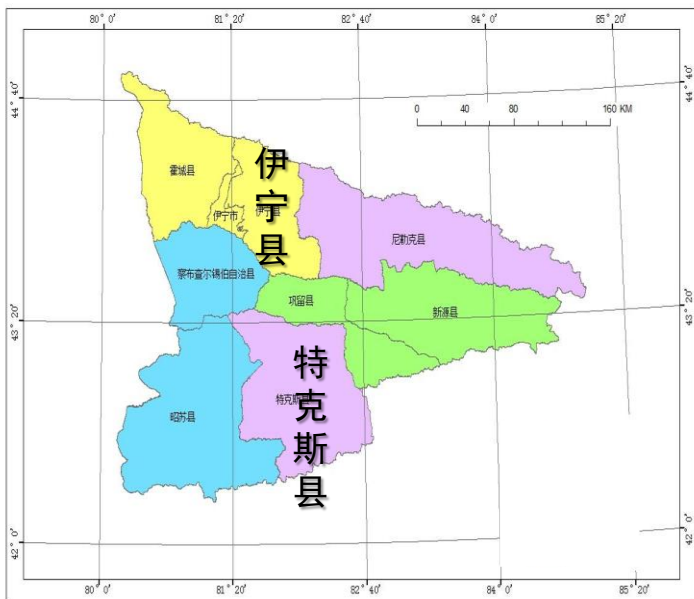 80° 0′
81° 20′
82° 40′
84° 0′
85° 20′
44° 40′
44° 40′
0 40 80 160 KM
霍城县
伊宁县
伊宁市
尼勒克县
察布查尔锡伯自治县
巩留县
新源县
43° 20′
43° 20′
特克斯县
昭苏县
42° 0′
42° 0′
80° 0′
81° 20′
82° 40′
84° 0′
85° 20′